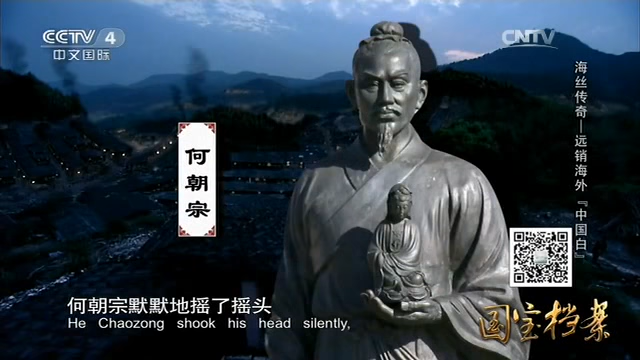 CCTV 4
中文国际
CNTV
海丝传奇—远销海外『中国白』
何朝宗
何朝宗默默地摇了摇头
He Chaozong shook his head silently,
国宝档案